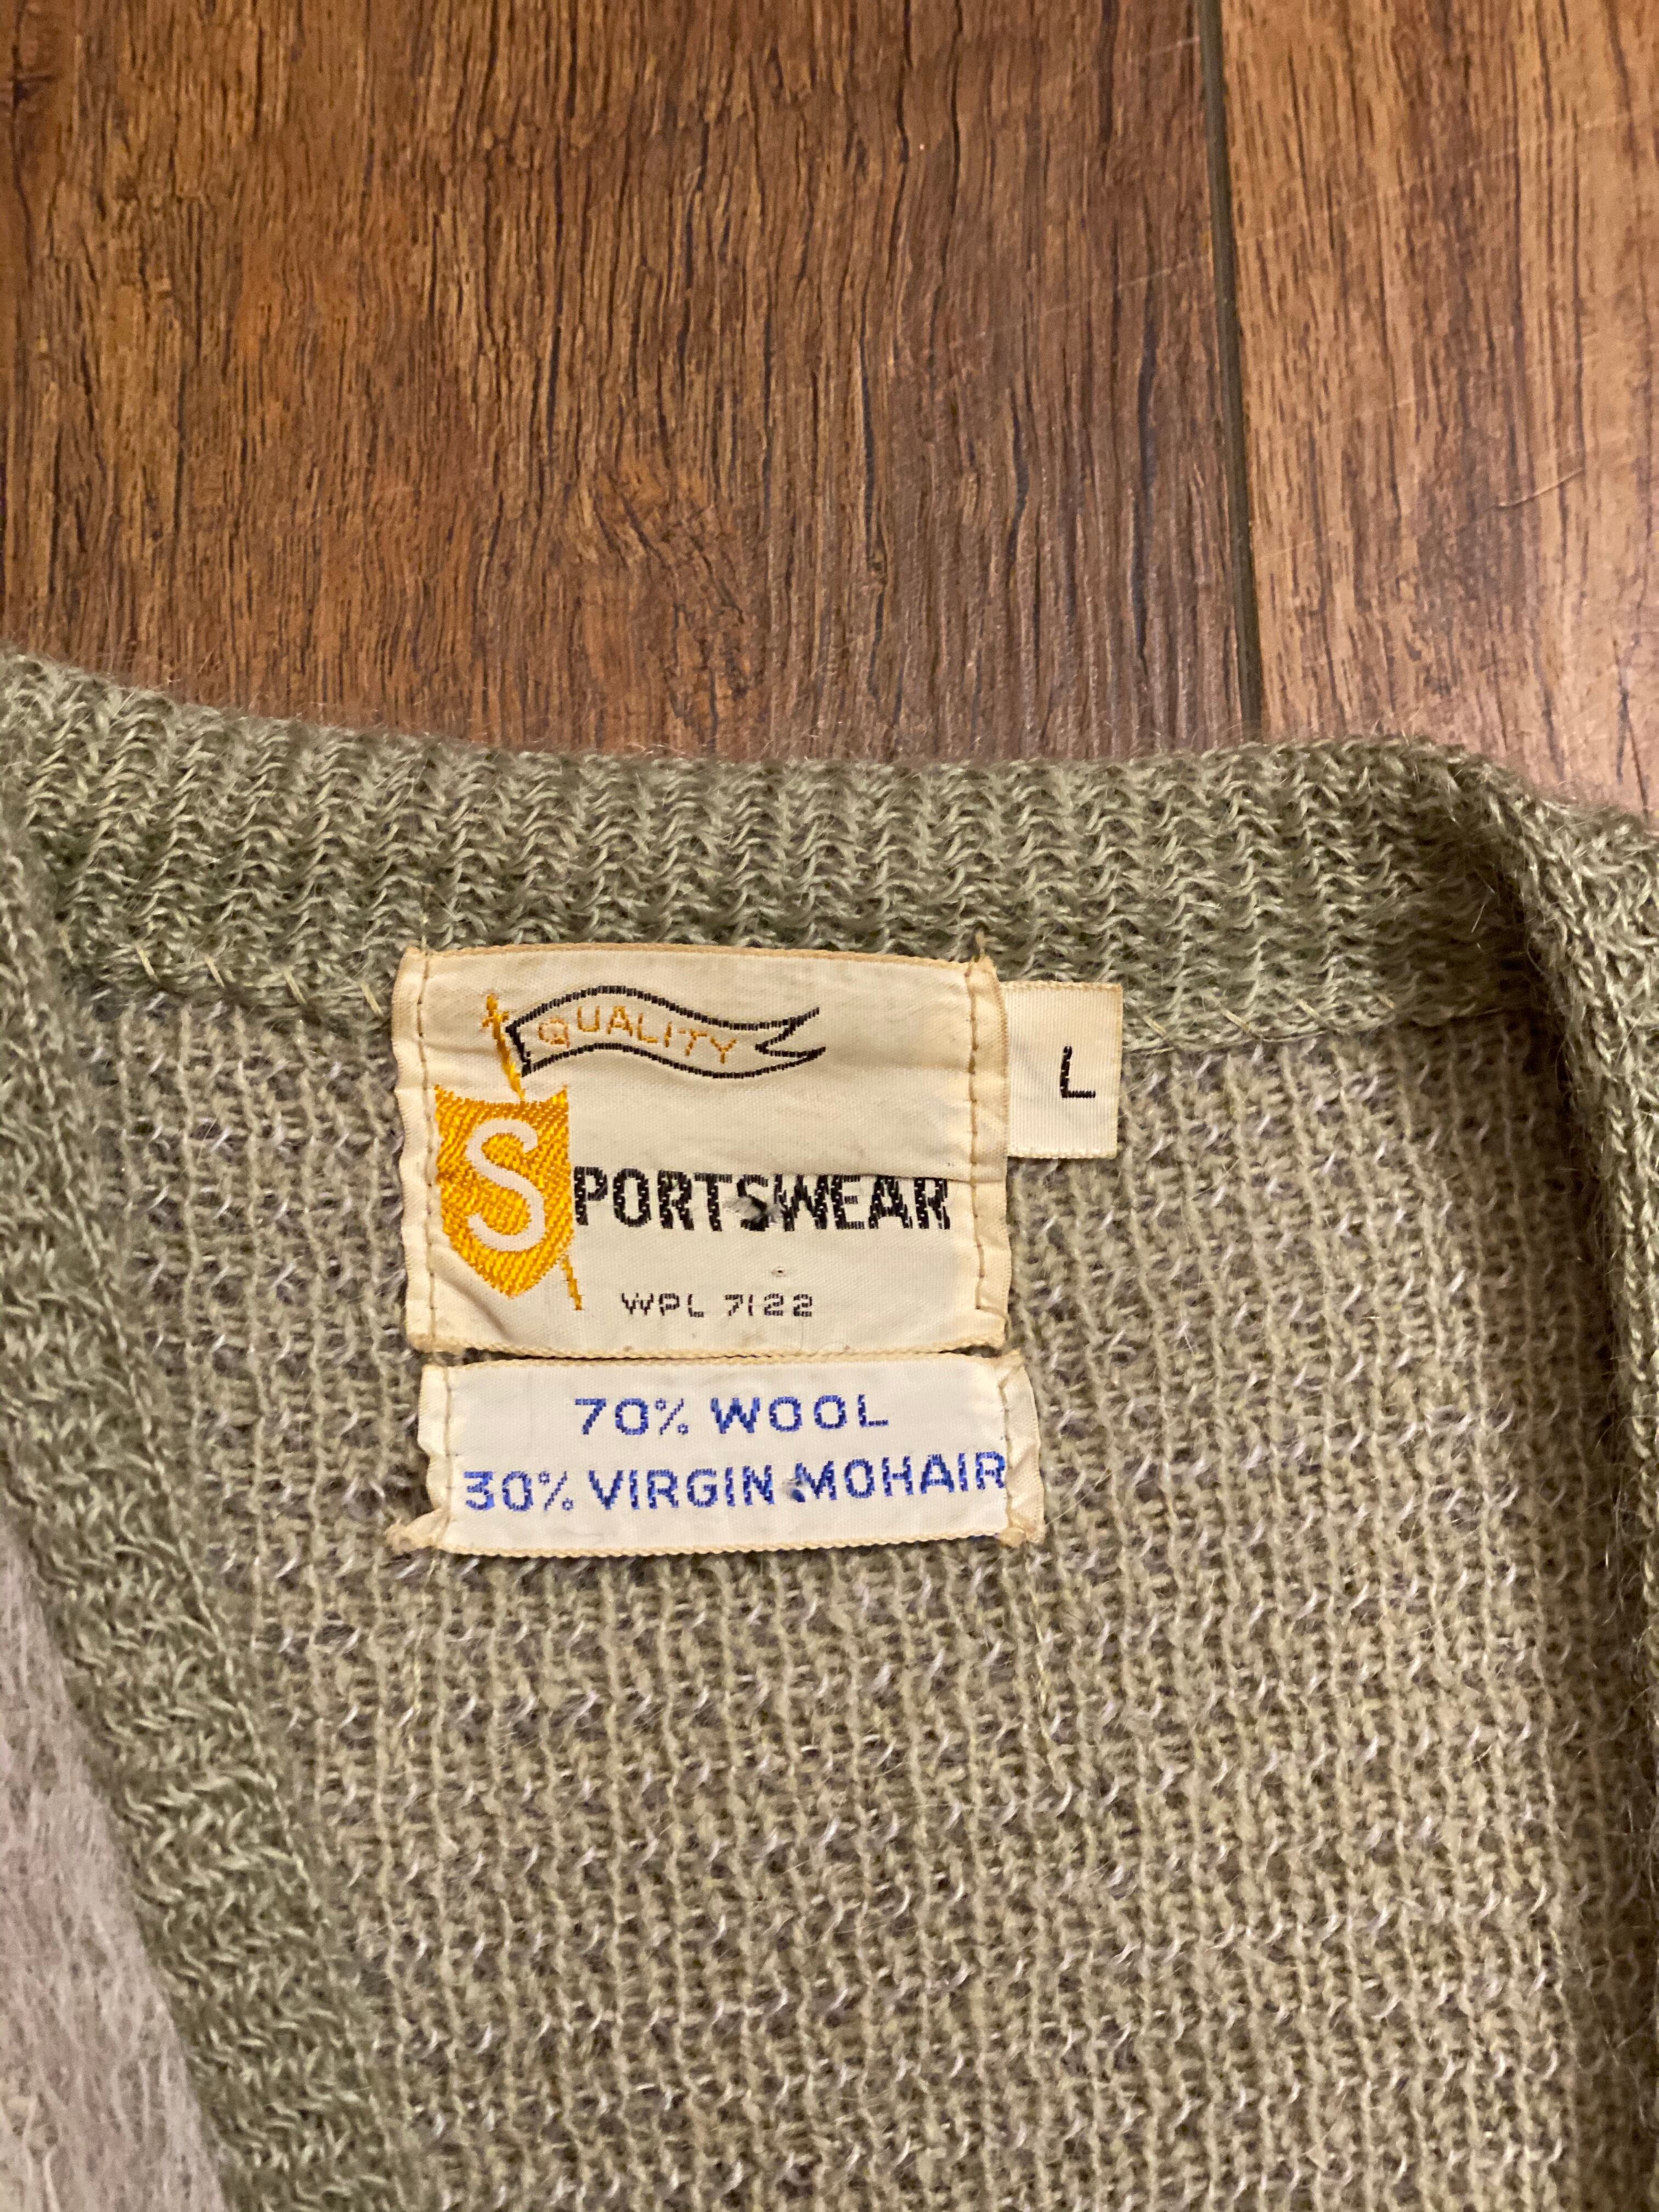 QUALITY
SPORTSWEAR
L
WPL 7122
70% WOOL
30% VIRGIN MOHAIR